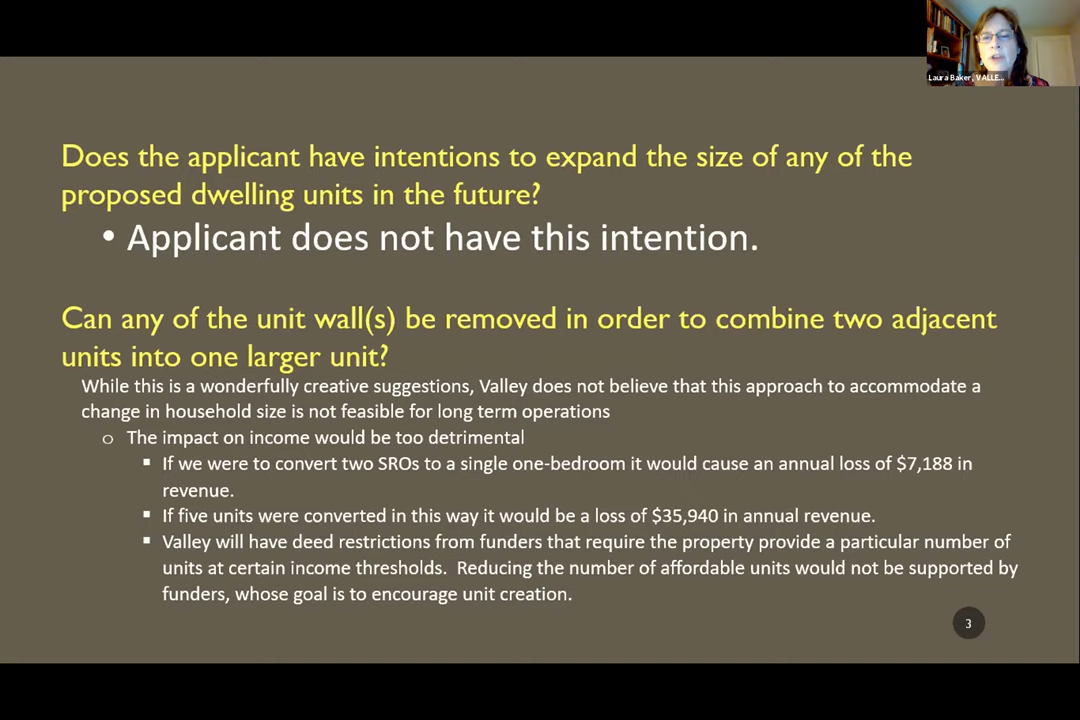 Laura Baker, VALLE...
Does the applicant have intentions to expand the size of any of the
proposed dwelling units in the future?
• Applicant does not have this intention.
Can any of the unit wall(s) be removed in order to combine two adjacent
units into one larger unit?
While this is a wonderfully creative suggestions, Valley does not believe that this approach to accommodate a
change in household size is not feasible for long term operations
o The impact on income would be too detrimental
▪ If we were to convert two SROs to a single one-bedroom it would cause an annual loss of $7,188 in
revenue.
▪ If five units were converted in this way it would be a loss of $35,940 in annual revenue.
▪ Valley will have deed restrictions from funders that require the property provide a particular number of
units at certain income thresholds.  Reducing the number of affordable units would not be supported by
funders, whose goal is to encourage unit creation.
3